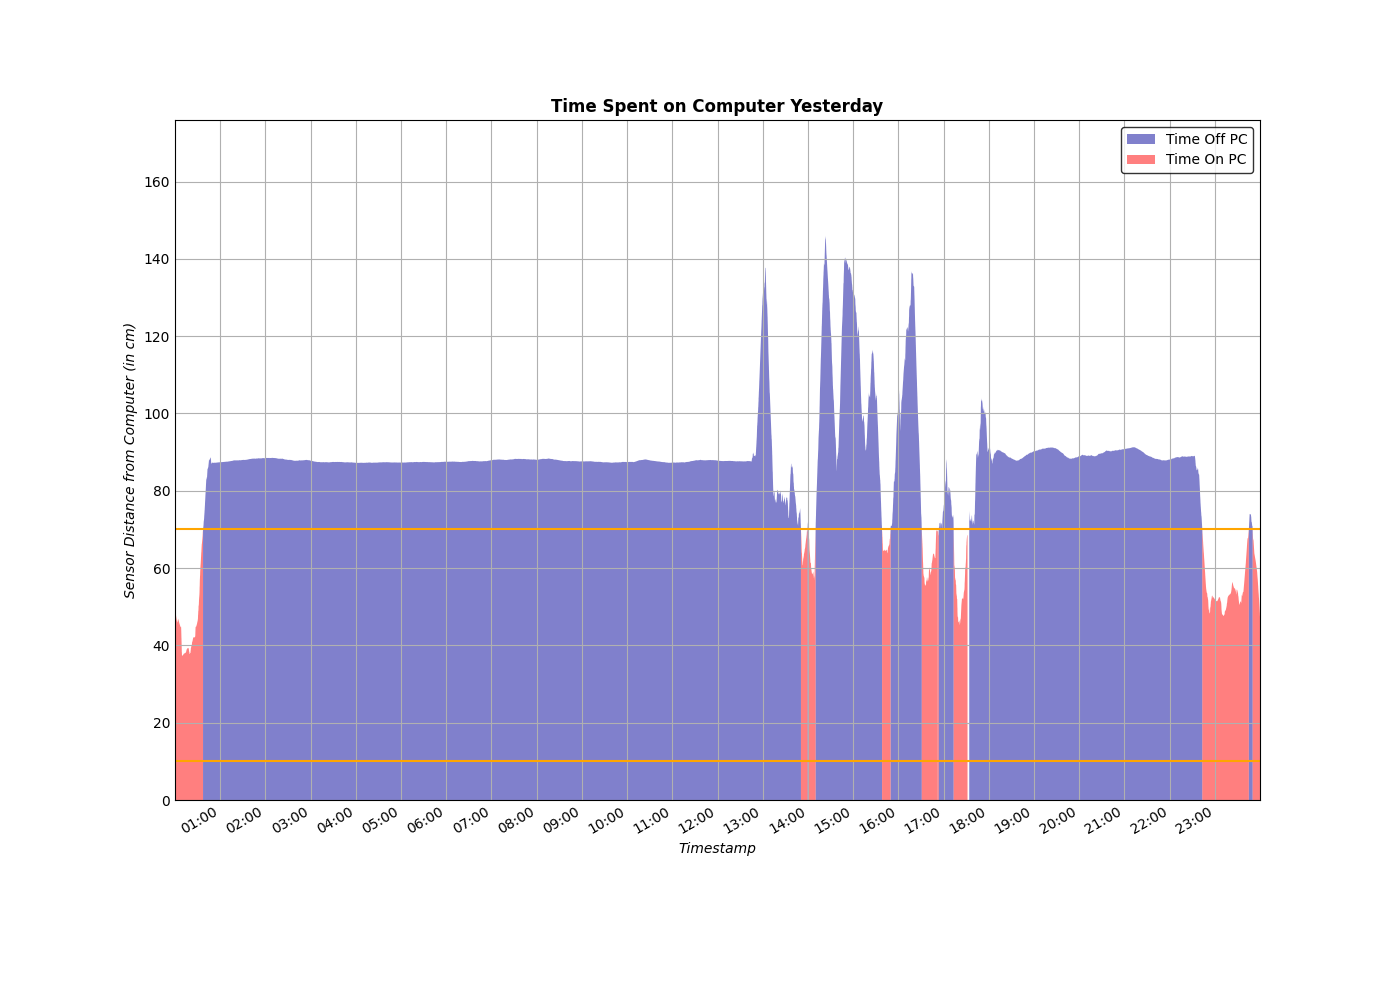 Time Spent on Computer Yesterday
Time Off PC
Time On PC
160
140
120
100
80
60
40
20
0
Sensor Distance from Computer (in cm)
01:00 02:00 03:00 04:00 05:00 06:00 07:00 08:00 09:00 10:00 11:00 12:00 13:00 14:00 15:00 16:00 17:00 18:00 19:00 20:00 21:00 22:00 23:00
Timestamp